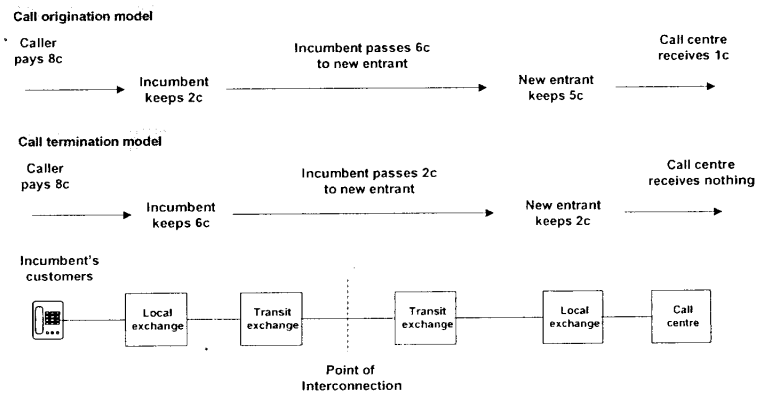 Call origination model
Caller
pays 8c
Incumbent
keeps 2c
Incumbent passes 6c
to new entrant
New entrant
keeps 5c
Call centre
receives 1c
Call termination model
Caller
pays 8c
Incumbent
keeps 6c
Incumbent passes 2c
to new entrant
New entrant
keeps 2c
Call centre
receives nothing
Incumbent's
customers
Local
exchange
Transit
exchange
Transit
exchange
Local
exchange
Call
centre
Point of
Interconnection